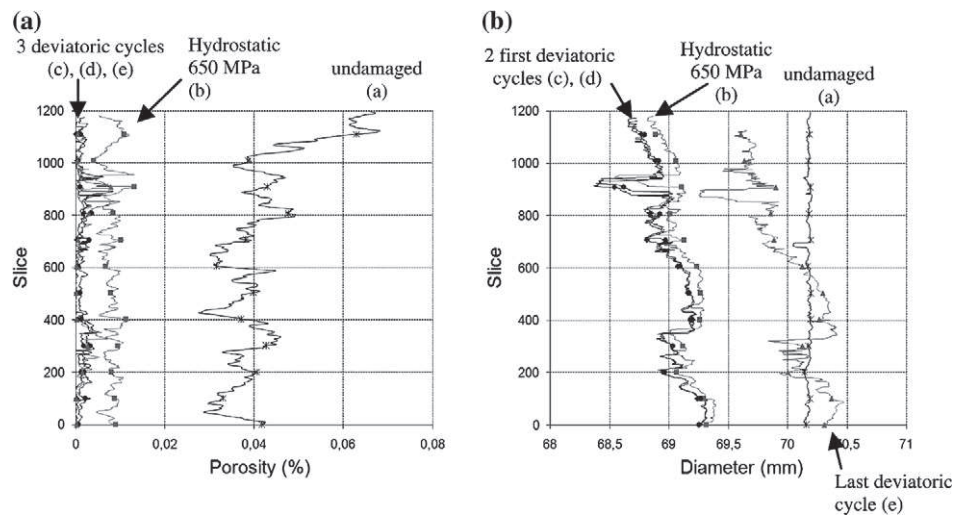 (a)
3 deviatoric cycles
(c), (d), (e)
Hydrostatic
650 MPa
(b)
undamaged
(a)
Slice
1200
1000
800
600
400
200
0
0
0,02
0,04
0,06
0,08
Porosity (%)
(b)
2 first deviatoric
cycles (c), (d)
Hydrostatic
650 MPa
(b)
undamaged
(a)
Slice
1200
1000
800
600
400
200
0
68
68,5
69
69,5
70
70,5
71
Diameter (mm)
Last deviatoric
cycle (e)